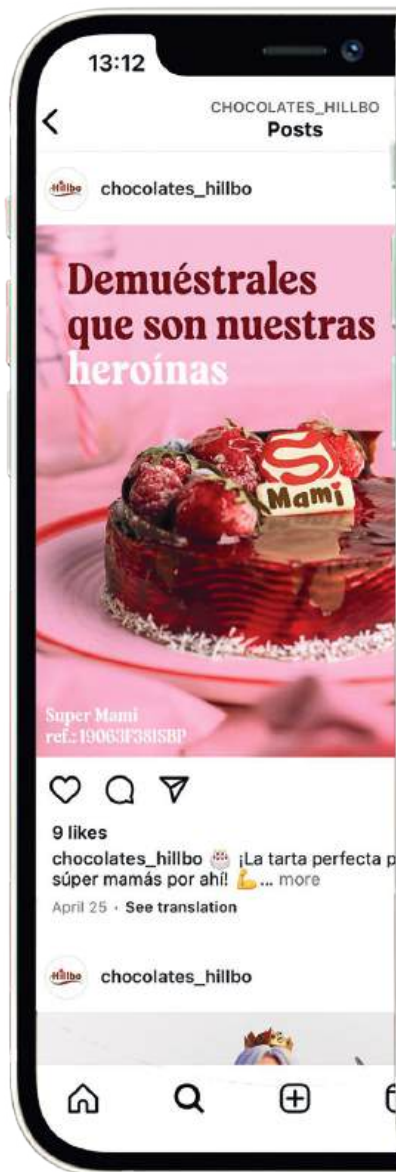 13:12
CHOCOLATES_HILLBO
Posts
Hillbo
chocolates_hillbo
Demuéstrales
que son nuestras
heroínas
S
Mami
Super Mami
ref.: 19063F381SBP
9 likes
chocolates_hillbo 🎂 ¡La tarta perfecta p
súper mamás por ahí! 💪... more
April 25 · See translation
Hillbo
chocolates_hillbo